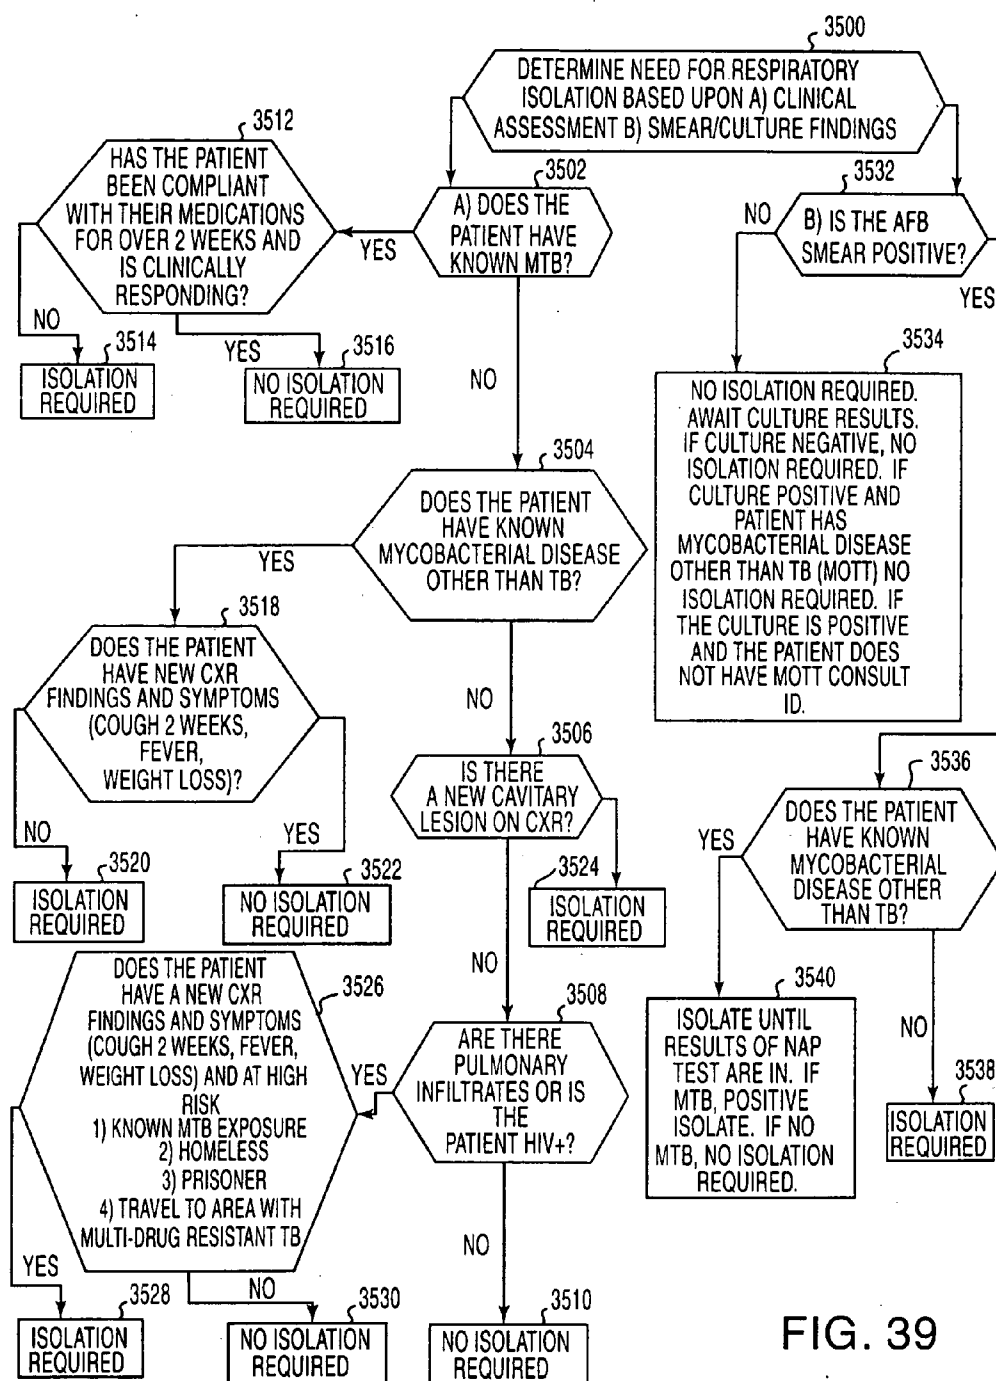 3500
DETERMINE NEED FOR RESPIRATORY
ISOLATION BASED UPON A) CLINICAL
ASSESSMENT B) SMEAR/CULTURE FINDINGS
3512
HAS THE PATIENT
BEEN COMPLIANT
WITH THEIR MEDICATIONS
FOR OVER 2 WEEKS AND
IS CLINICALLY
RESPONDING?
3502
A) DOES THE
PATIENT HAVE
KNOWN MTB?
YES
3532
B) IS THE AFB
SMEAR POSITIVE?
NO
YES
NO
3514
ISOLATION
REQUIRED
YES
3516
NO ISOLATION
REQUIRED
NO
3534
NO ISOLATION REQUIRED.
AWAIT CULTURE RESULTS.
IF CULTURE NEGATIVE, NO
ISOLATION REQUIRED. IF
CULTURE POSITIVE AND
PATIENT HAS
MYCOBACTERIAL DISEASE
OTHER THAN TB (MOTT) NO
ISOLATION REQUIRED. IF
THE CULTURE IS POSITIVE
AND THE PATIENT DOES
NOT HAVE MOTT CONSULT
ID.
3504
DOES THE PATIENT
HAVE KNOWN
MYCOBACTERIAL DISEASE
OTHER THAN TB?
YES
NO
3518
DOES THE PATIENT
HAVE NEW CXR
FINDINGS AND SYMPTOMS
(COUGH 2 WEEKS,
FEVER,
WEIGHT LOSS)?
NO
YES
3520
ISOLATION
REQUIRED
3522
NO ISOLATION
REQUIRED
3506
IS THERE
A NEW CAVITARY
LESION ON CXR?
3524
ISOLATION
REQUIRED
NO
3536
DOES THE PATIENT
HAVE KNOWN
MYCOBACTERIAL
DISEASE OTHER
THAN TB?
YES
NO
3526
DOES THE PATIENT
HAVE A NEW CXR
FINDINGS AND SYMPTOMS
(COUGH 2 WEEKS, FEVER,
WEIGHT LOSS) AND AT HIGH
RISK
1) KNOWN MTB EXPOSURE
2) HOMELESS
3) PRISONER
4) TRAVEL TO AREA WITH
MULTI-DRUG RESISTANT TB
YES
3508
ARE THERE
PULMONARY
INFILTRATES OR IS
THE
PATIENT HIV+?
3540
ISOLATE UNTIL
RESULTS OF NAP
TEST ARE IN. IF
MTB, POSITIVE
ISOLATE. IF NO
MTB, NO ISOLATION
REQUIRED.
3538
ISOLATION
REQUIRED
YES
NO
NO
3528
ISOLATION
REQUIRED
3530
NO ISOLATION
REQUIRED
3510
NO ISOLATION
REQUIRED
FIG. 39